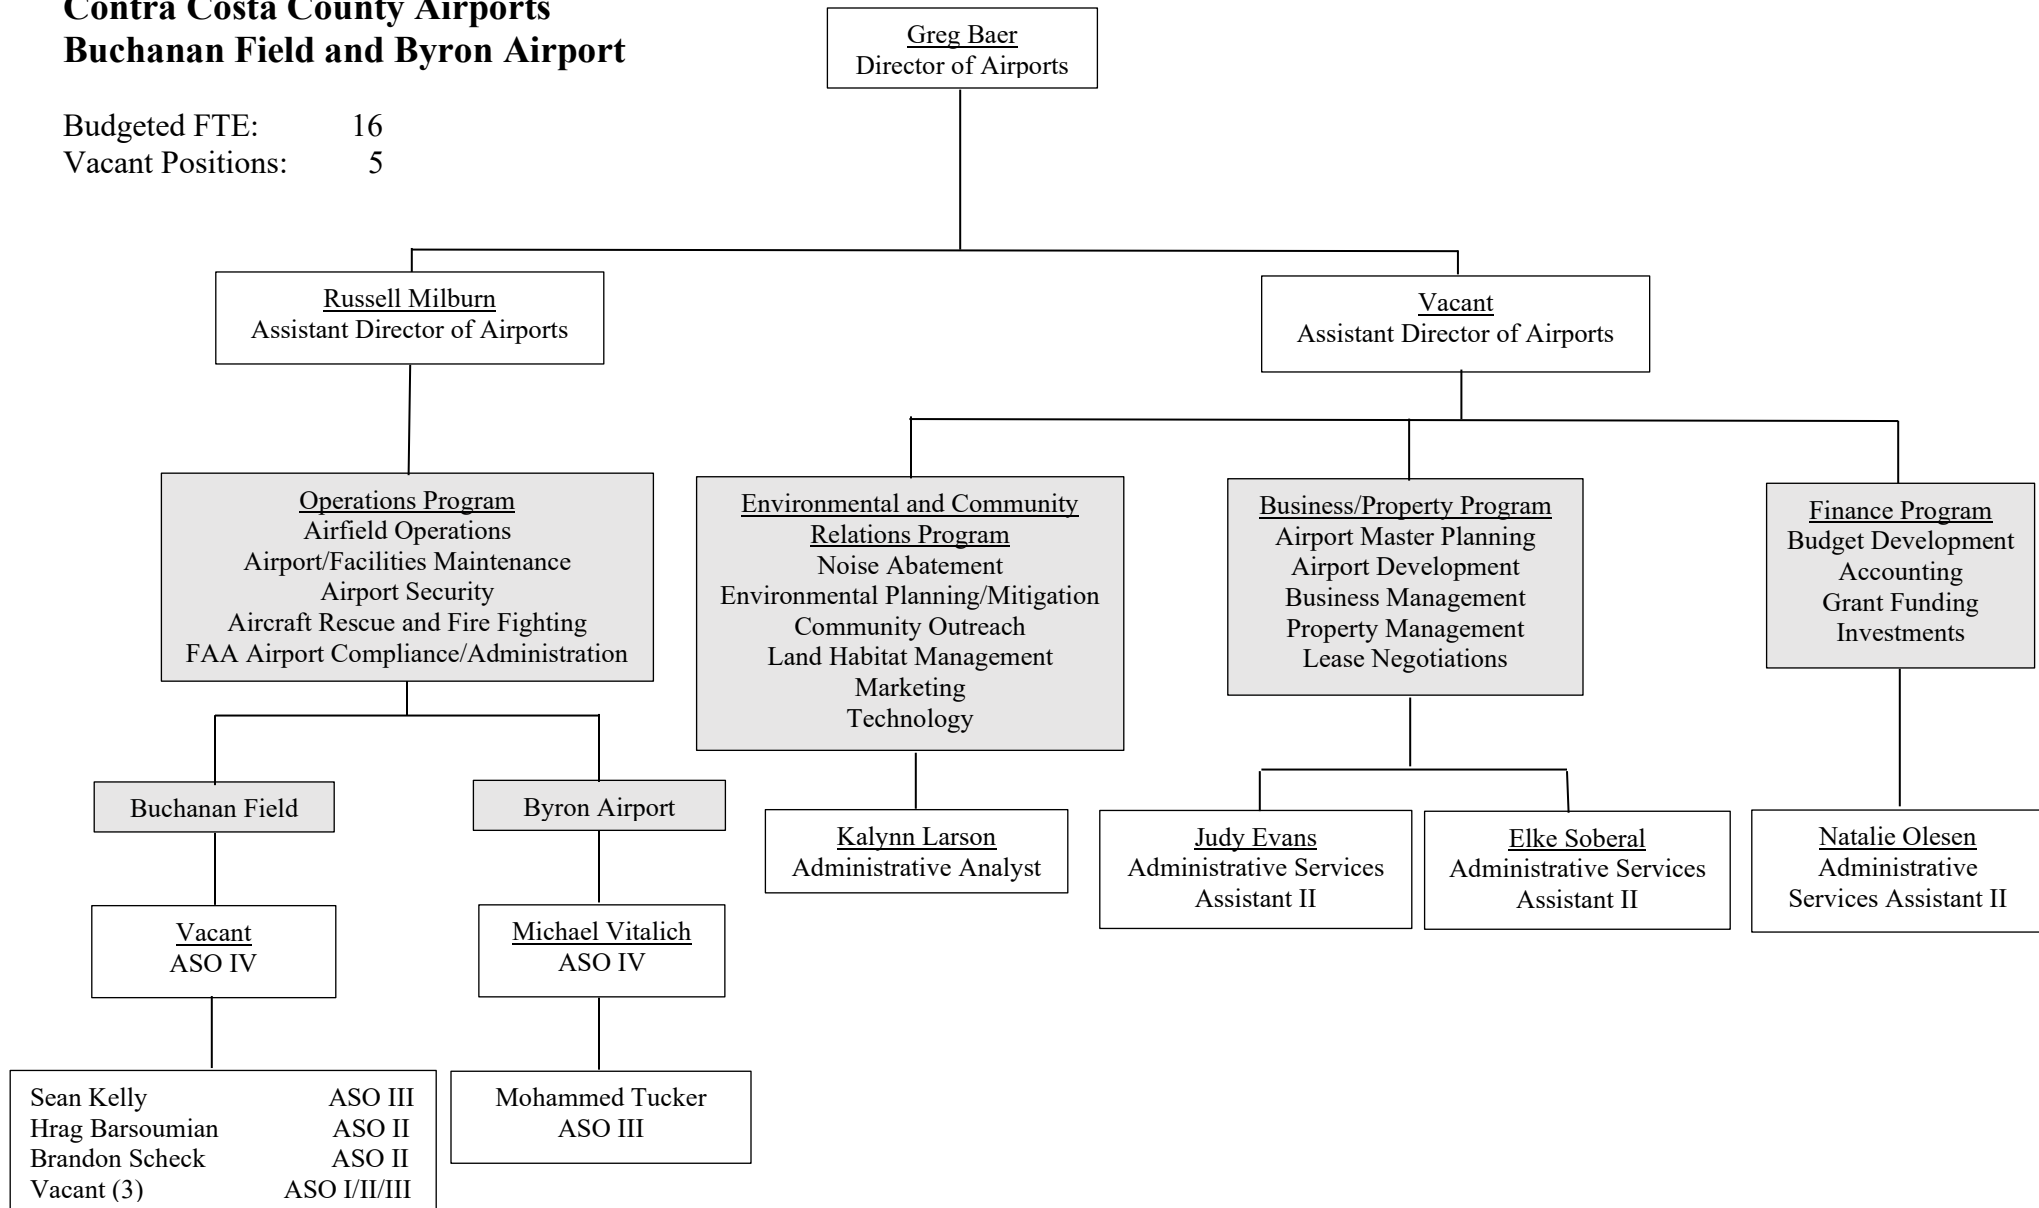 Contra Costa County Airports
Buchanan Field and Byron Airport
Budgeted FTE: 16
Vacant Positions: 5
Greg Baer
Director of Airports
Russell Milburn
Assistant Director of Airports
Vacant
Assistant Director of Airports
Operations Program
Airfield Operations
Airport/Facilities Maintenance
Airport Security
Aircraft Rescue and Fire Fighting
FAA Airport Compliance/Administration
Environmental and Community
Relations Program
Noise Abatement
Environmental Planning/Mitigation
Community Outreach
Land Habitat Management
Marketing
Technology
Business/Property Program
Airport Master Planning
Airport Development
Business Management
Property Management
Lease Negotiations
Finance Program
Budget Development
Accounting
Grant Funding
Investments
Buchanan Field
Byron Airport
Kalynn Larson
Administrative Analyst
Judy Evans
Administrative Services
Assistant II
Elke Soberal
Administrative Services
Assistant II
Natalie Olesen
Administrative
Services Assistant II
Vacant
ASO IV
Michael Vitalich
ASO IV
Sean Kelly ASO III
Hrag Barsoumian ASO II
Brandon Scheck ASO II
Vacant (3) ASO I/II/III
Mohammed Tucker
ASO III